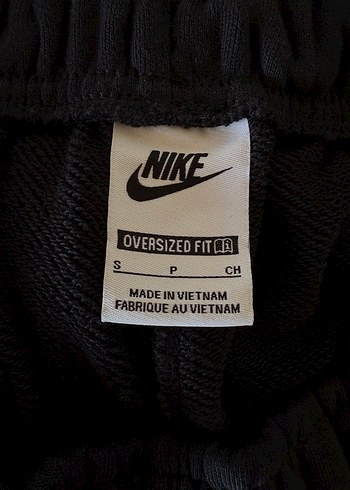 NIKE
OVERSIZED FIT
S P CH
MADE IN VIETNAM
FABRIQUE AU VIETNAM